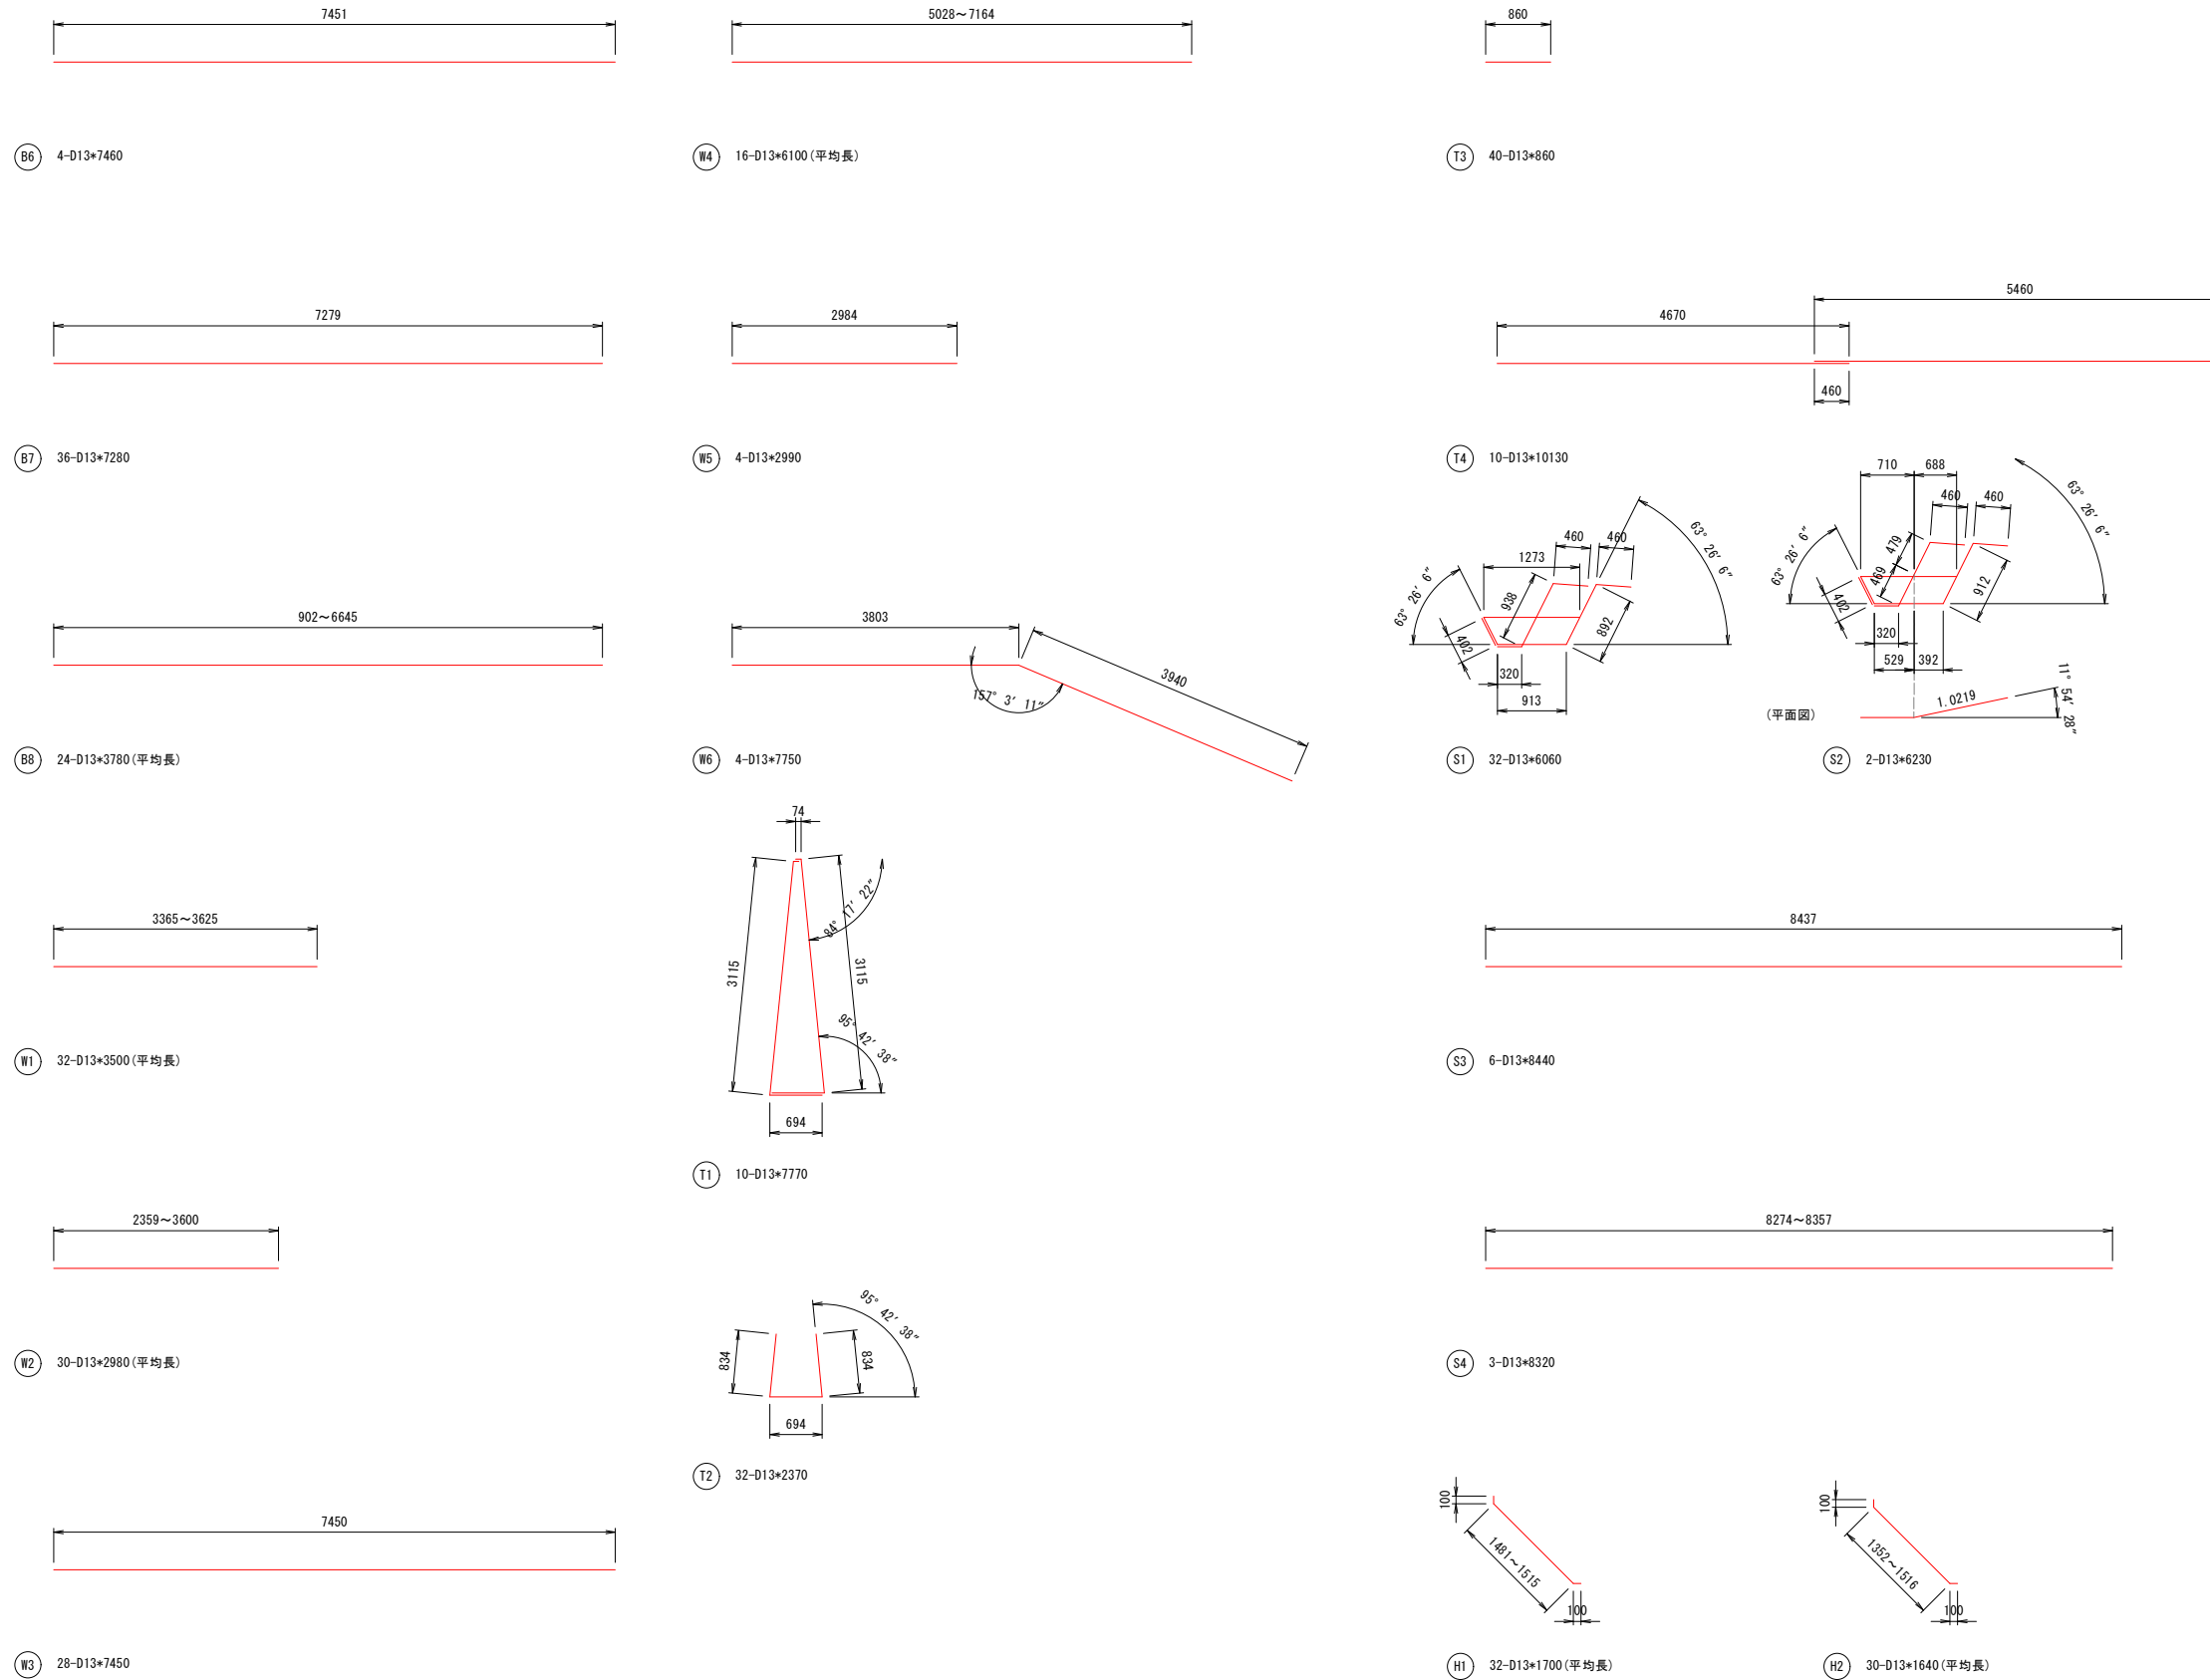 7451
B6 4-D13*7460
7279
B7 36-D13*7280
902～6645
B8 24-D13*3780(平均長)
3365～3625
W1 32-D13*3500(平均長)
2359～3600
W2 30-D13*2980(平均長)
7450
W3 28-D13*7450
5028～7164
W4 16-D13*6100(平均長)
2984
W5 4-D13*2990
3803
3940
157° 3′ 11″
W6 4-D13*7750
74
84° 17′ 22″
3115
3115
95° 42′ 38″
694
T1 10-D13*7770
95° 42′ 38″
834
834
694
T2 32-D13*2370
860
T3 40-D13*860
5460
4670
460
T4 10-D13*10130
63° 26′ 6″
460
460
1273
63° 26′ 6″
938
892
402
320
913
S1 32-D13*6060
710
688
63° 26′ 6″
460
460
63° 26′ 6″
479
469
912
402
320
529
392
11° 54′ 28″
1.0219
(平面図)
S2 2-D13*6230
8437
S3 6-D13*8440
8274～8357
S4 3-D13*8320
100
1481～1515
100
H1 32-D13*1700(平均長)
100
1352～1516
100
H2 30-D13*1640(平均長)